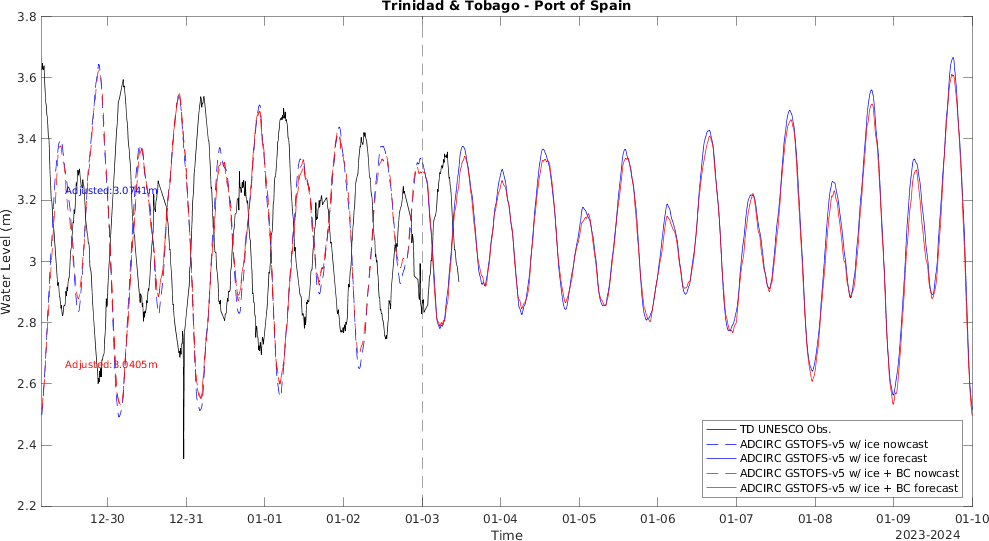 Trinidad & Tobago - Port of Spain
3.8
3.6
3.4
3.2
3
2.8
2.6
2.4
2.2
Water Level (m)
Adjusted:3.0741m
Adjusted:3.0405m
TD UNESCO Obs.
ADCIRC GSTOFS-v5 w/ ice nowcast
ADCIRC GSTOFS-v5 w/ ice forecast
ADCIRC GSTOFS-v5 w/ ice + BC nowcast
ADCIRC GSTOFS-v5 w/ ice + BC forecast
12-30 12-31 01-01 01-02 01-03 01-04 01-05 01-06 01-07 01-08 01-09 01-10
Time
2023-2024